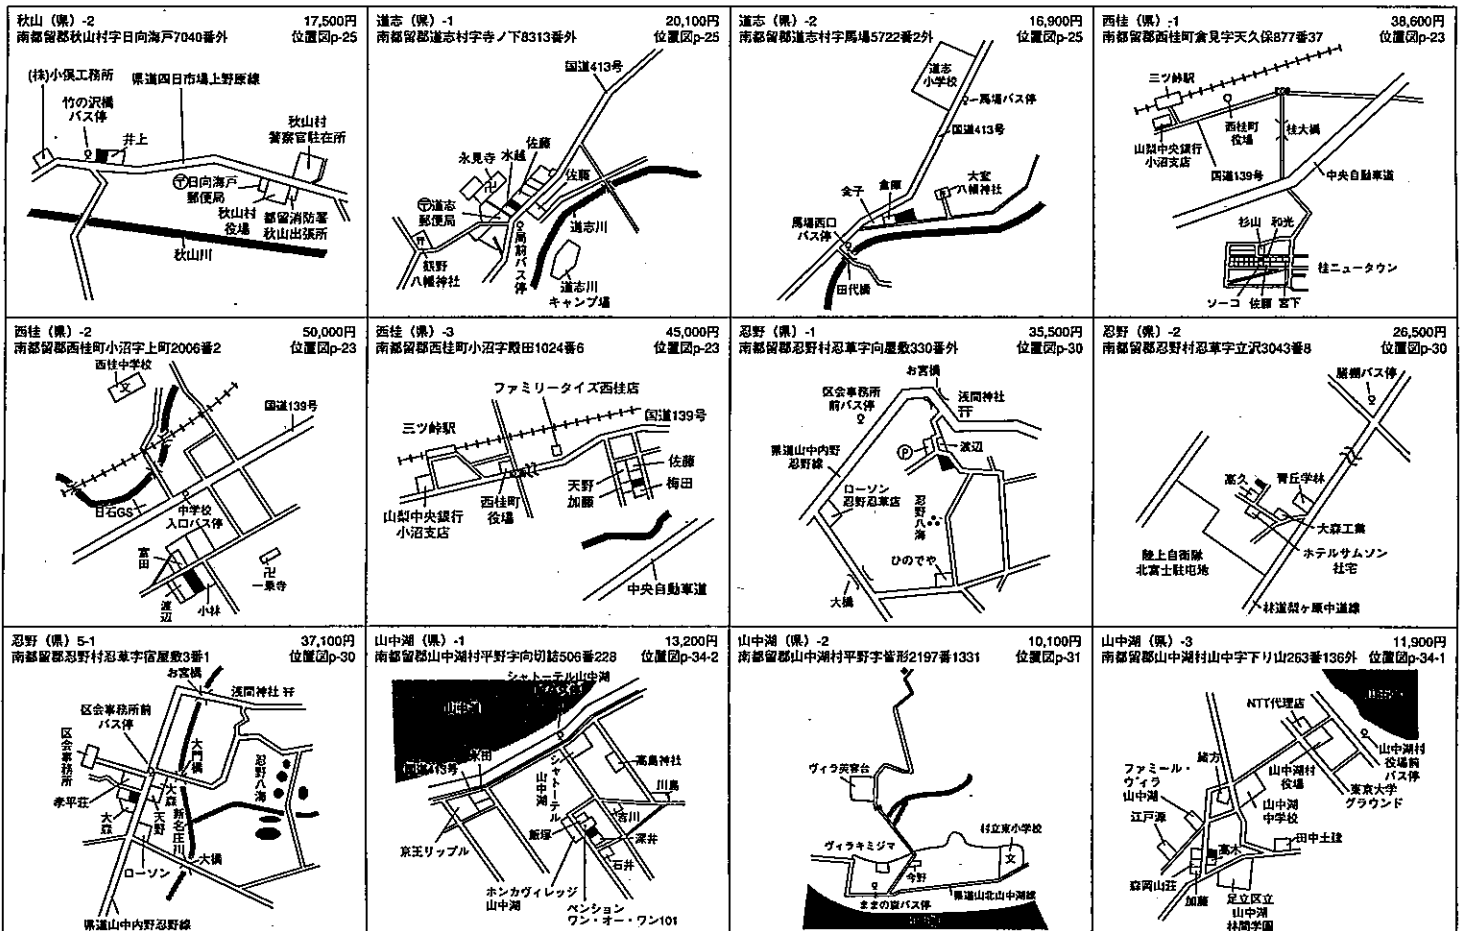 秋山（県）-2 17,500円
南都留郡秋山村字日向海戸7040番外 位置図p-25
(株)小俣工務所
県道四日市場上野原線
竹の沢橋
バス停
井上
秋山村
警察官駐在所
〒日向海戸
郵便局
秋山村
役場
都留消防署
秋山出張所
秋山川
道志（県）-1 20,100円
南都留郡道志村字寺ノ下8313番外 位置図p-25
国道413号
永見寺
水越
佐藤
佐藤
〒道志
郵便局
局前バス停
道志川
八幡神社
道志川
キャンプ場
道志（県）-2 16,900円
南都留郡道志村字馬場5722番2外 位置図p-25
道志
小学校
馬場バス停
国道413号
金子
倉庫
大室
八幡神社
馬場西口
バス停
田代橋
西桂（県）-1 38,600円
南都留郡西桂町倉見字天久保877番37 位置図p-23
三ツ峠駅
山梨中央銀行
小沼支店
西桂町
役場
桂大橋
国道139号
中央自動車道
杉山
和光
桂ニュータウン
ソーコ
佐藤
宮下
西桂（県）-2 50,000円
南都留郡西桂町小沼字上町2006番2 位置図p-23
西桂中学校
文
国道139号
日石GS
中学校
入口バス停
富田
渡辺
小林
一乗寺
西桂（県）-3 45,000円
南都留郡西桂町小沼字殿田1024番6 位置図p-23
ファミリータイズ西桂店
三ツ峠駅
国道139号
山梨中央銀行
小沼支店
西桂町
役場
天野
加藤
佐藤
梅田
中央自動車道
忍野（県）-1 35,500円
南都留郡忍野村忍草字向屋敷330番外 位置図p-30
お宮橋
区会事務所
前バス停
浅間神社
P
渡辺
県道山中内野
忍野線
ローソン
忍野忍草店
忍野八海
ひのでや
大橋
忍野（県）-2 26,500円
南都留郡忍野村忍草字立沢3043番8 位置図p-30
膳棚バス停
高久
青丘学林
大森工業
ホテルサムソン
社宅
陸上自衛隊
北富士駐屯地
林道梨ヶ原中道線
忍野（県）5-1 37,100円
南都留郡忍野村忍草字宿屋敷3番1 位置図p-30
お宮橋
浅間神社
区会事務所前
バス停
区会事務所
大門橋
忍野八海
孝平荘
大森
大森
天野
新名庄川
ローソン
大橋
県道山中内野忍野線
山中湖（県）-1 13,200円
南都留郡山中湖村平野字向切詰506番228 位置図p-34-2
シャトーテル山中湖
山中湖
国道413号
米田
シャトーテル
山中湖
高島神社
川島
吉川
飯塚
深井
石井
京王リップル
ホンカヴィレッジ
山中湖
ペンション
ワン・オー・ワン101
山中湖（県）-2 10,100円
南都留郡山中湖村平野字菅形2197番1331 位置図p-31
ヴィラ芙容台
村立東小学校
文
ヴィラキミジマ
今野
ままの森バス停
県道山北山中湖線
山中湖（県）-3 11,900円
南都留郡山中湖村山中字下り山263番136外 位置図p-34-1
NTT代理店
緒方
山中湖村
役場
山中湖村
役場前
バス停
ファミール・
ヴィラ
山中湖
山中湖
中学校
東京大学
グラウンド
江戸源
田中土建
高木
森岡山荘
加藤
足立区立
山中湖
林間学園